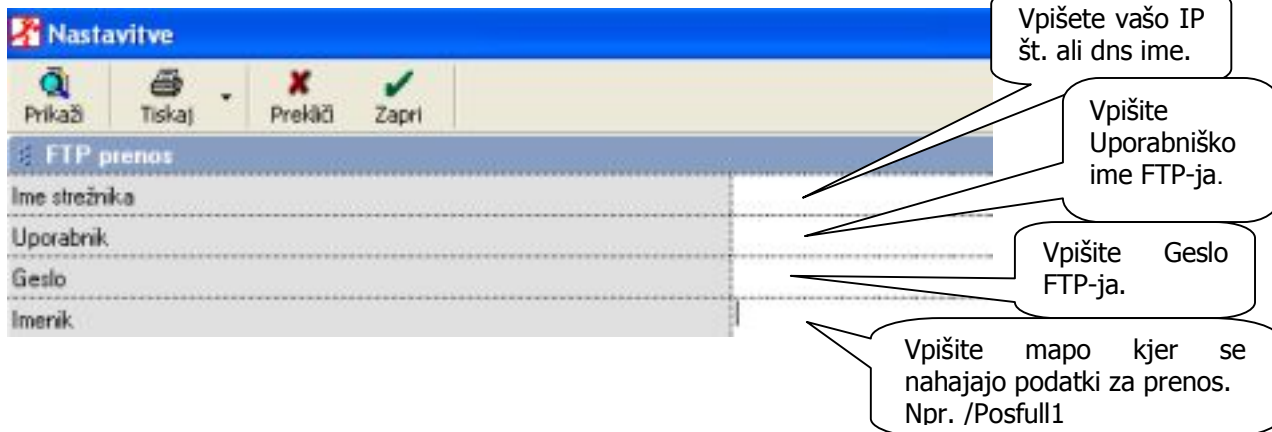 Nastavitve
Prikaži
Tiskaj
Prekliči
Zapri
FTP prenos
Ime strežnika
Uporabnik
Geslo
Imenik
Vpišete vašo IP
št. ali dns ime.
Vpišite
Uporabniško
ime FTP-ja.
Vpišite Geslo
FTP-ja.
Vpišite mapo kjer se
nahajajo podatki za prenos.
Npr. /Posfull1